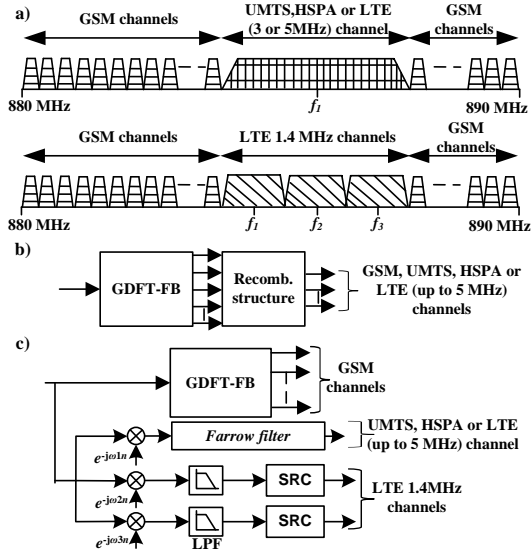 a)
GSM channels
UMTS,HSPA or LTE
(3 or 5MHz) channel
GSM
channels
880 MHz
f1
890 MHz
GSM channels
LTE 1.4 MHz channels
GSM
channels
880 MHz
f1
f2
f3
890 MHz
b)
GDFT-FB
Recomb.
structure
GSM, UMTS, HSPA or
LTE (up to 5 MHz)
channels
c)
GDFT-FB
GSM
channels
Farrow filter
UMTS, HSPA or LTE
(up to 5 MHz) channel
e-jω1n
SRC
e-jω2n
LTE 1.4MHz
channels
SRC
e-jω3n
LPF